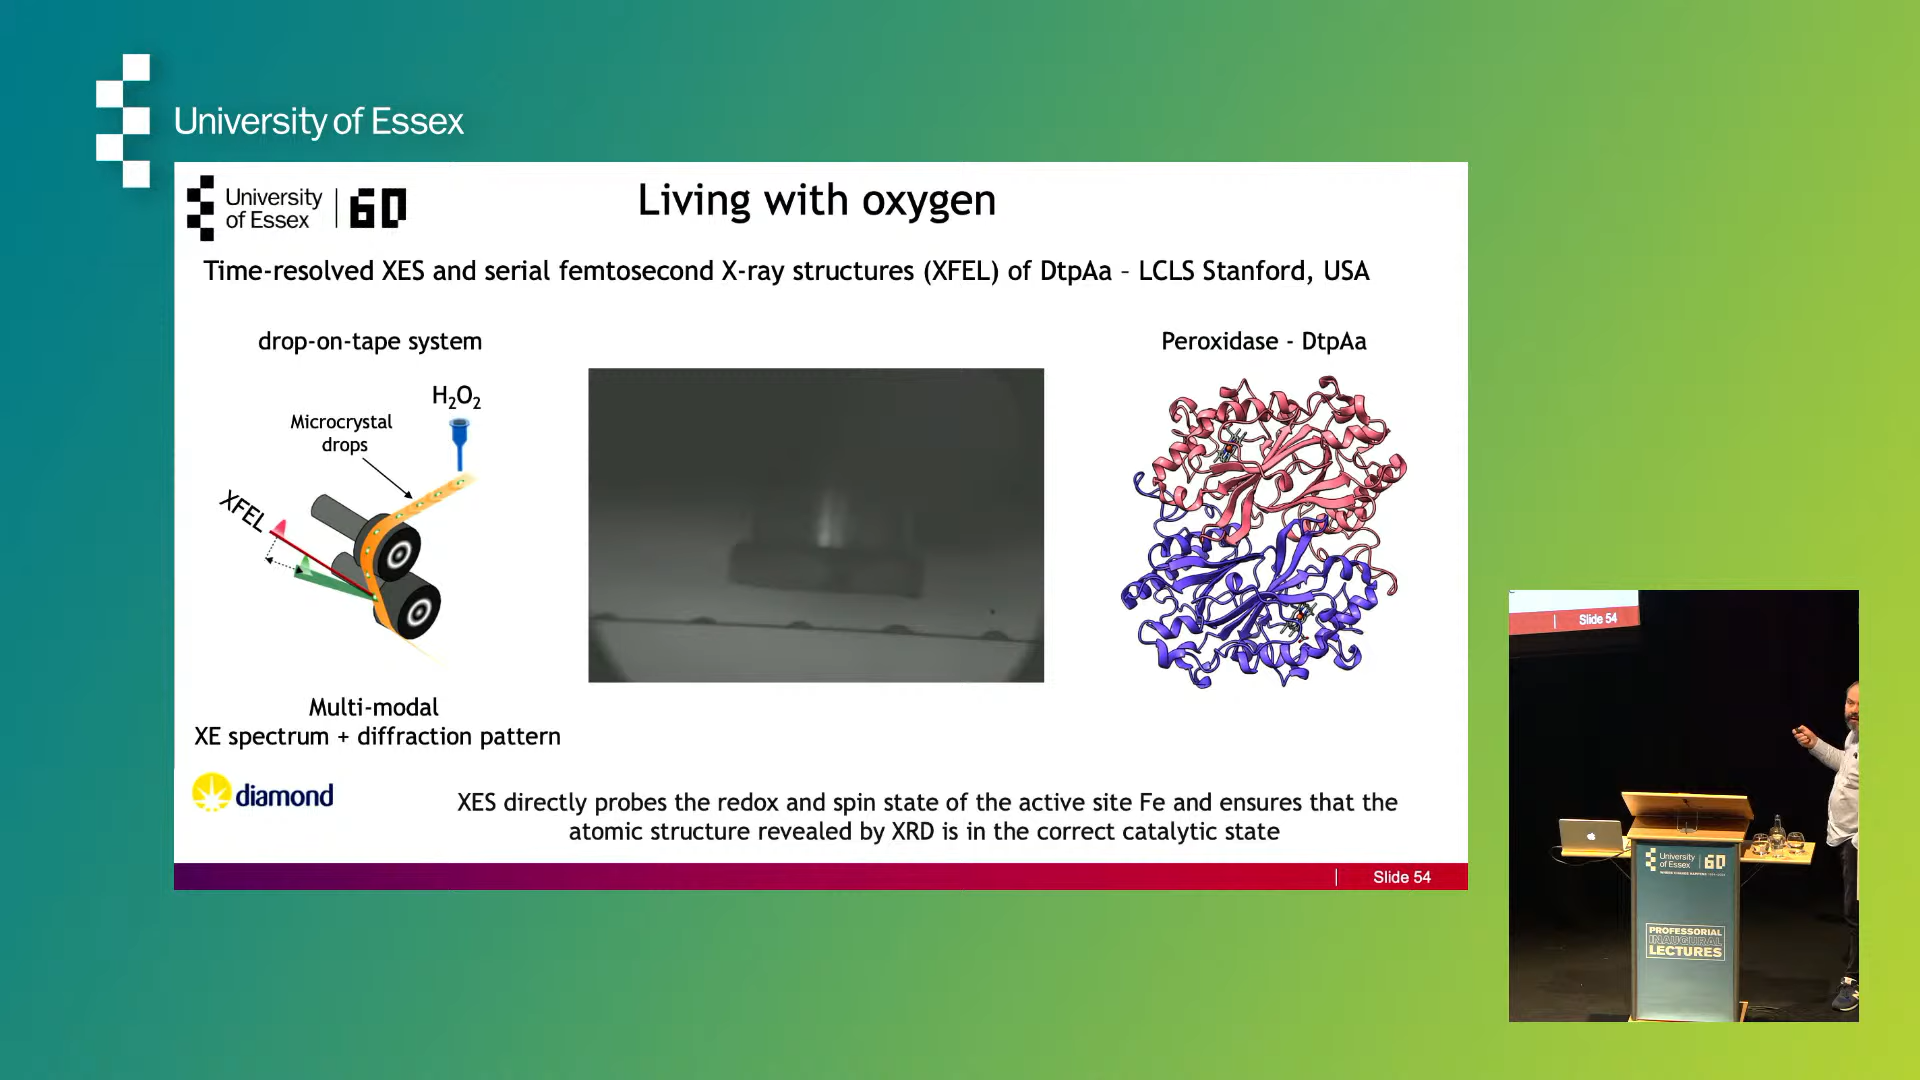 University of Essex
University
of Essex
60
Living with oxygen
Time-resolved XES and serial femtosecond X-ray structures (XFEL) of DtpAa – LCLS Stanford, USA
drop-on-tape system
H₂O₂
Microcrystal
drops
XFEL
Multi-modal
XE spectrum + diffraction pattern
Peroxidase - DtpAa
diamond
XES directly probes the redox and spin state of the active site Fe and ensures that the
atomic structure revealed by XRD is in the correct catalytic state
Slide 54
Slide 54
University
of Essex
60
PROFESSORIAL
INAUGURAL
LECTURES